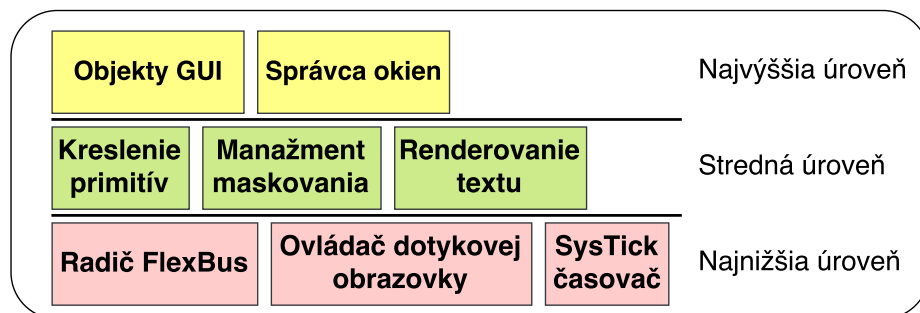 Objekty GUI
Správca okien
Najvyššia úroveň
Kreslenie
primitív
Manažment
maskovania
Renderovanie
textu
Stredná úroveň
Radič FlexBus
Ovládač dotykovej
obrazovky
SysTick
časovač
Najnižšia úroveň